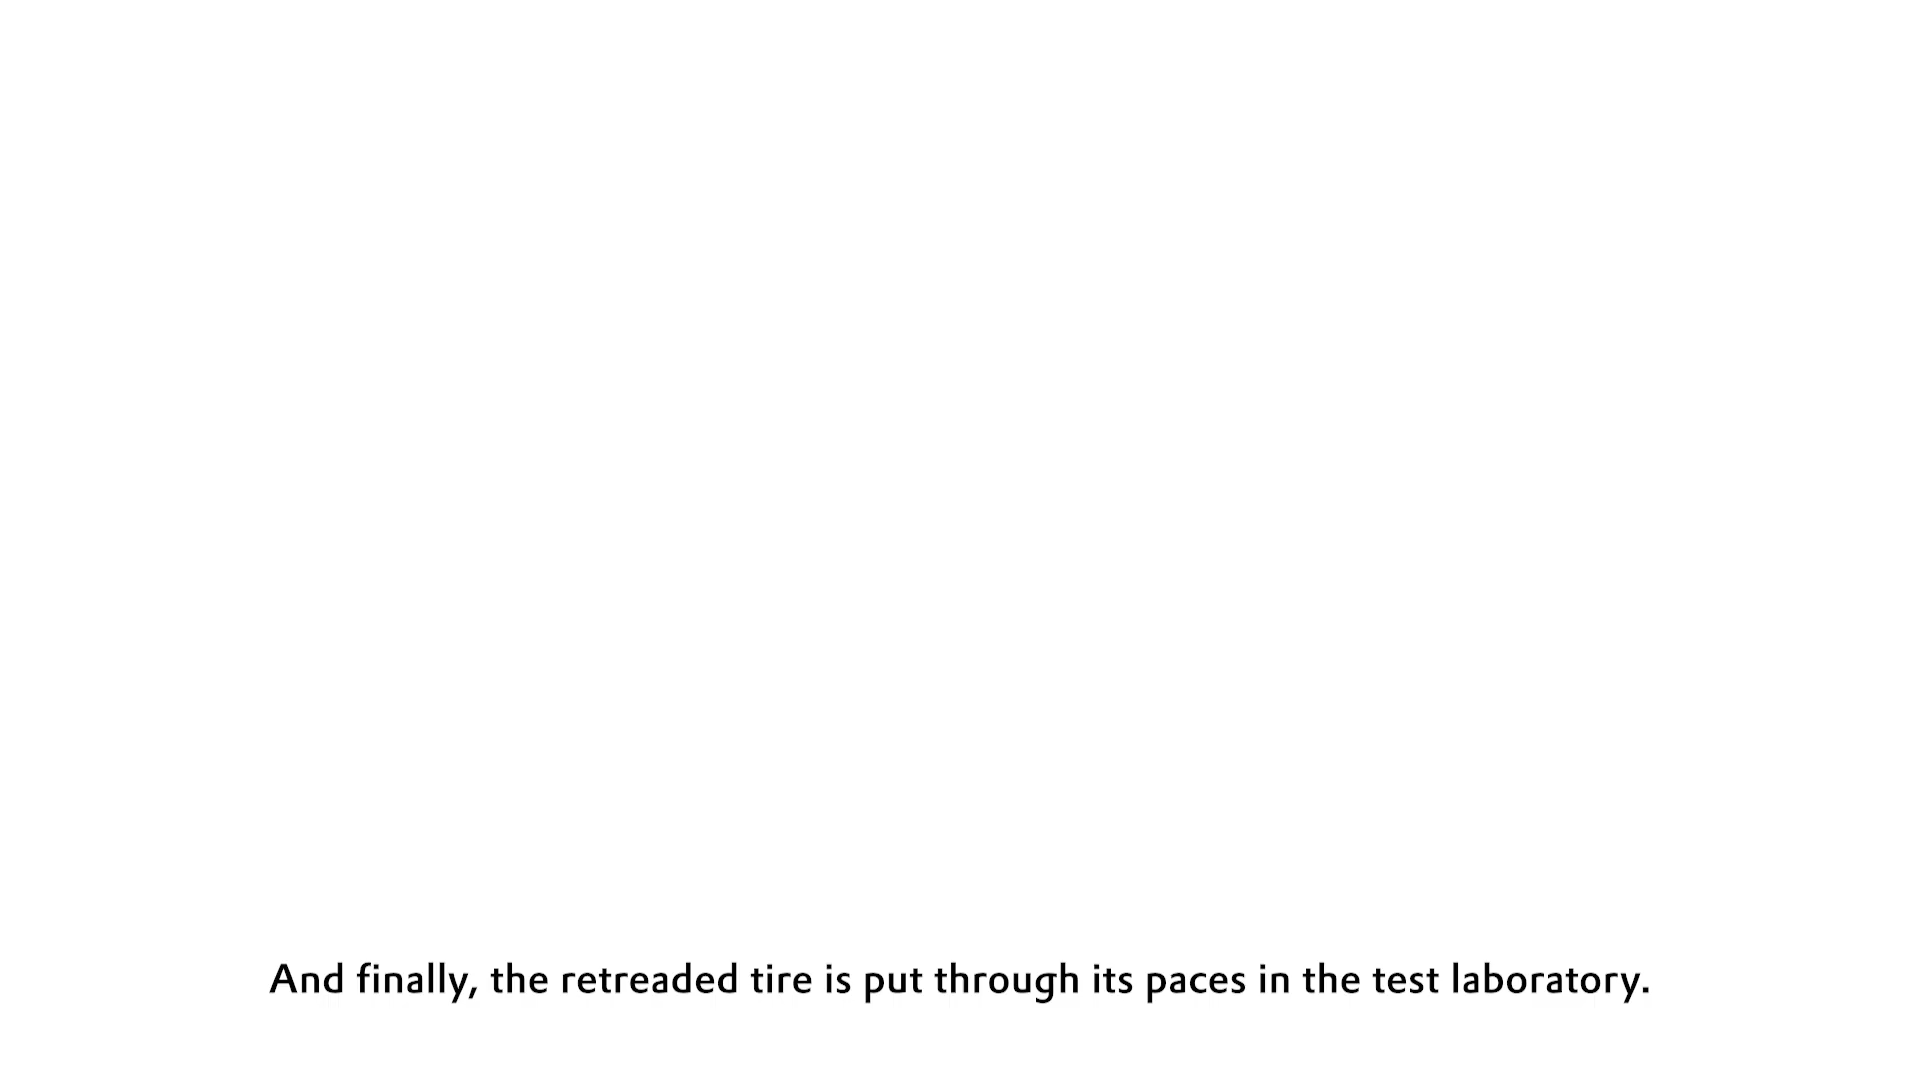 And finally, the retreaded tire is put through its paces in the test laboratory.